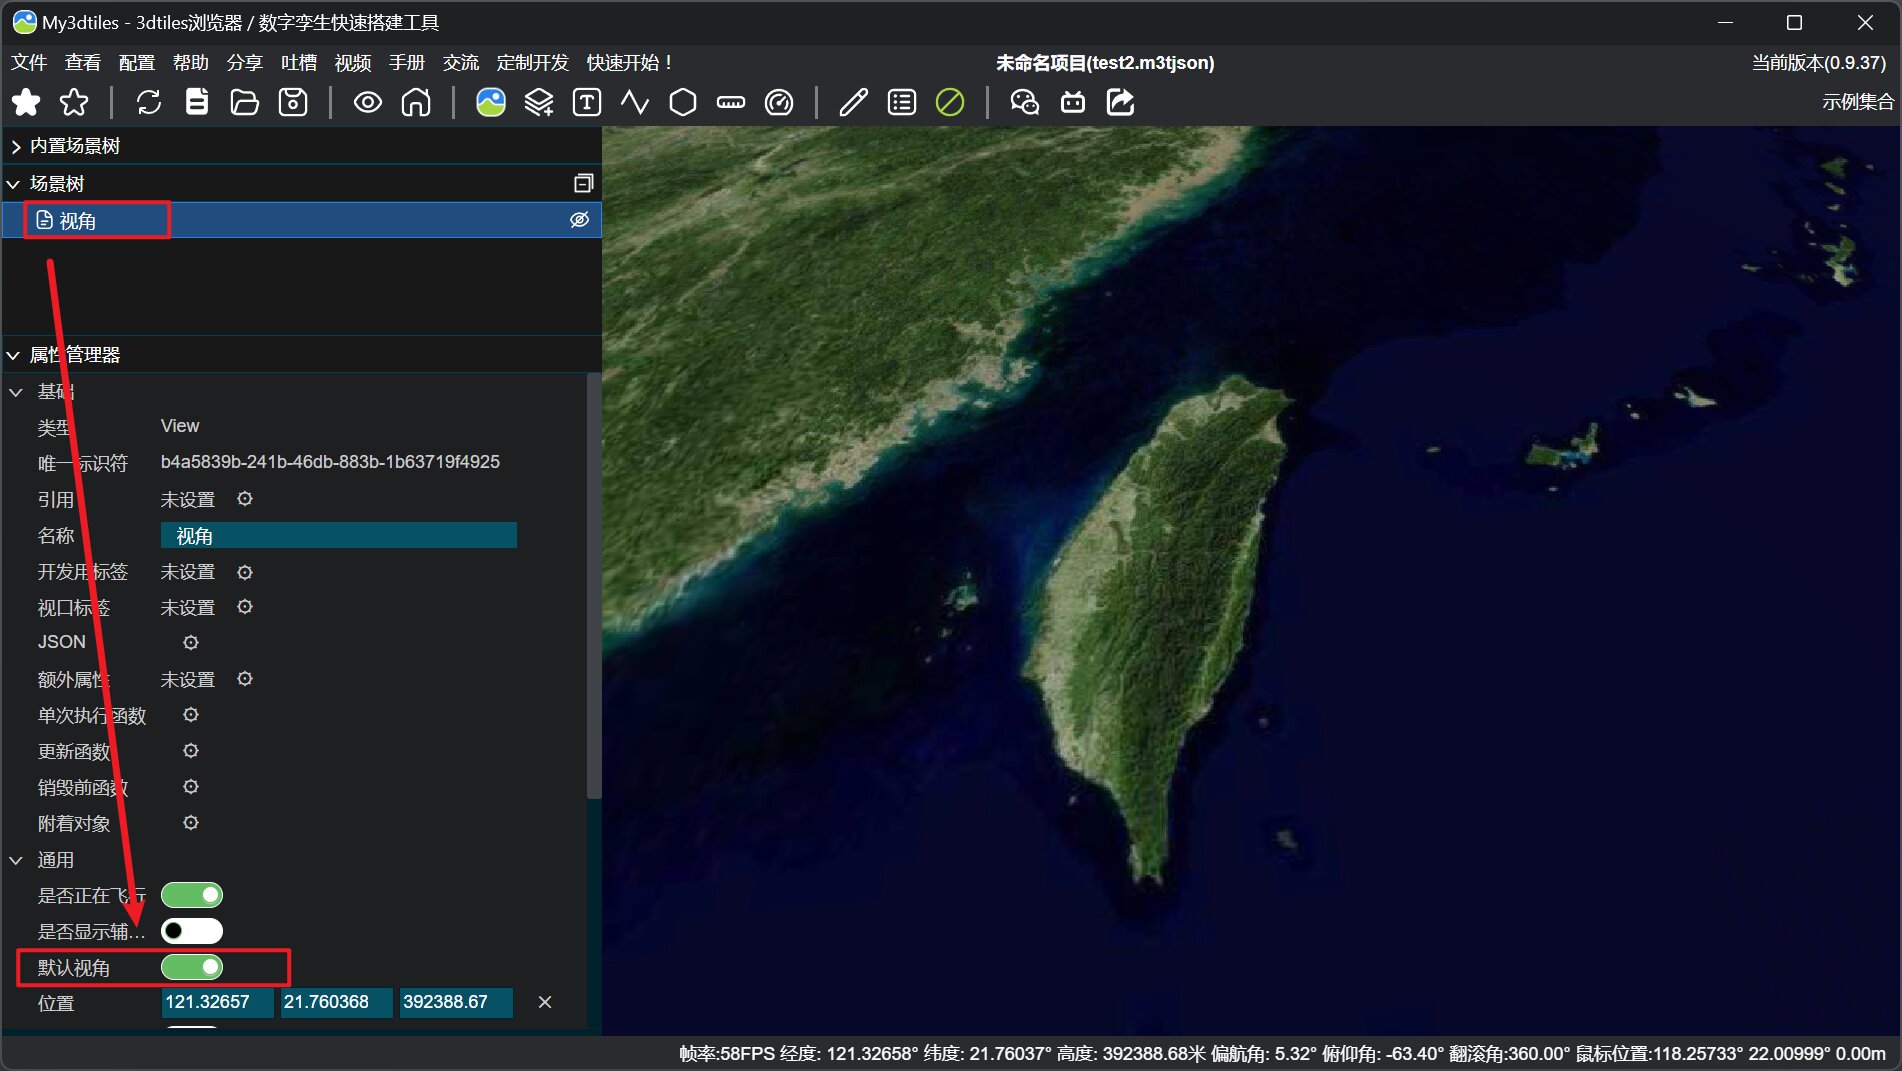 My3dtiles - 3dtiles浏览器 / 数字孪生快速搭建工具
文件 查看 配置 帮助 分享 吐槽 视频 手册 交流 定制开发 快速开始！ 未命名项目(test2.m3tjson) 当前版本(0.9.37)
示例集合
内置场景树
场景树
视角
属性管理器
基础
类型 View
唯一标识符 b4a5839b-241b-46db-883b-1b63719f4925
引用 未设置
名称 视角
开发用标签 未设置
视口标签 未设置
JSON
额外属性 未设置
单次执行函数
更新函数
销毁前函数
附着对象
通用
是否正在飞行
是否显示辅...
默认视角
位置 121.32657 21.760368 392388.67
帧率:58FPS 经度: 121.32658° 纬度: 21.76037° 高度: 392388.68米 偏航角: 5.32° 俯仰角: -63.40° 翻滚角:360.00° 鼠标位置:118.25733° 22.00999° 0.00m